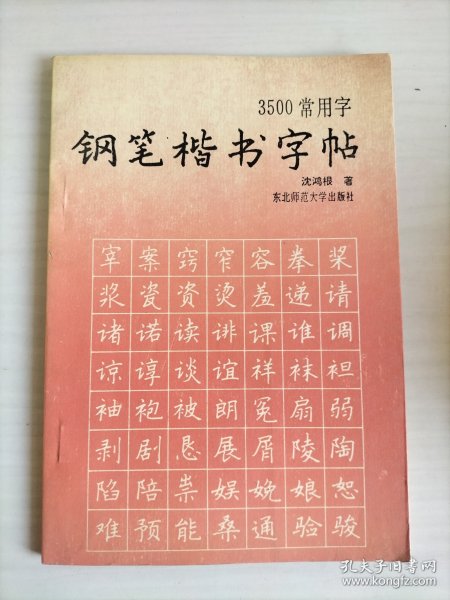 3500常用字
钢笔楷书字帖
沈鸿根 著
东北师范大学出版社
宰案窍窄容拳桨
浆瓷资烫羞递请
诸诺读诽课谁调
谅谆谈谊祥袜袒
袖袍被朗冤扇弱
剥剧恳展屑陵陶
陷陪祟娱娩娘恕
难预能桑通验骏
孔夫子旧书网
www.kongfz.com